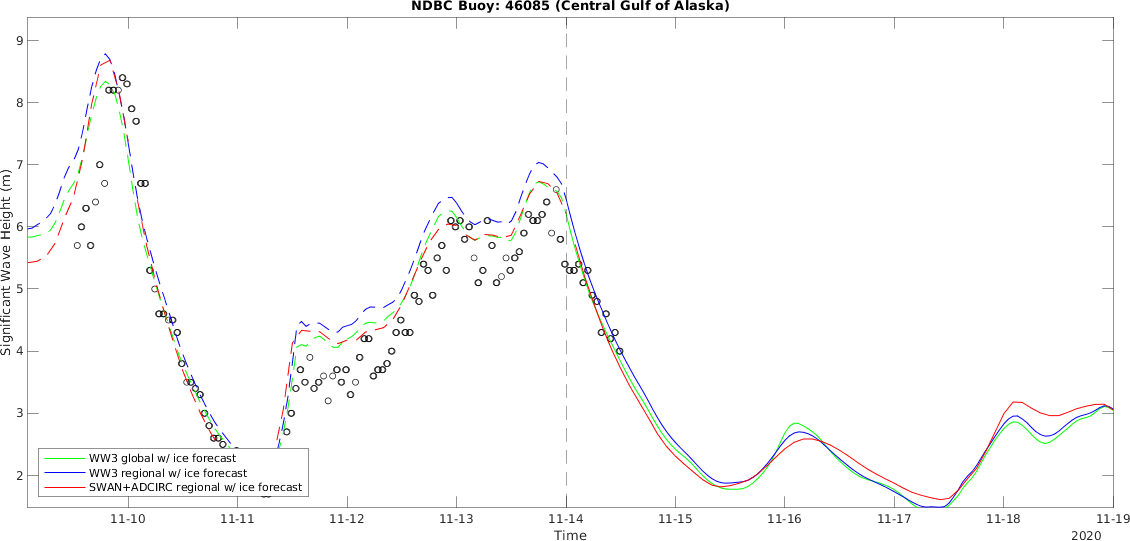 NDBC Buoy: 46085 (Central Gulf of Alaska)
Significant Wave Height (m)
9
8
7
6
5
4
3
2
WW3 global w/ ice forecast
WW3 regional w/ ice forecast
SWAN+ADCIRC regional w/ ice forecast
11-10 11-11 11-12 11-13 11-14 11-15 11-16 11-17 11-18 11-19
Time
2020